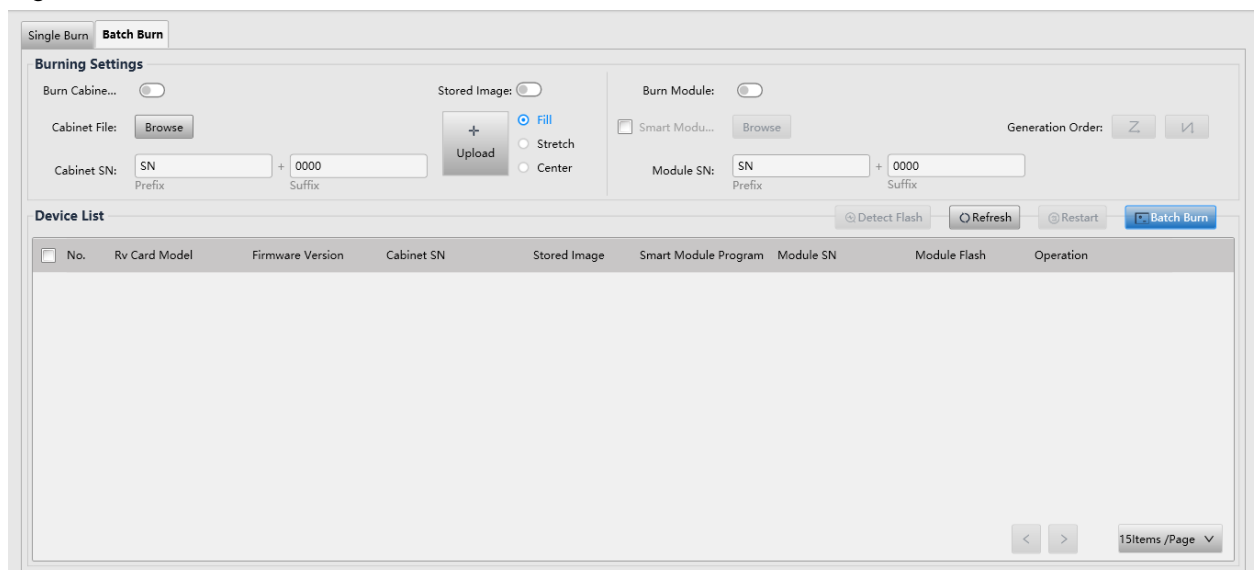 Single Burn Batch Burn
Burning Settings
Burn Cabine... Stored Image: Burn Module:
Cabinet File: Browse Upload Fill Stretch Center Smart Modu... Browse Generation Order:
Cabinet SN: SN + 0000 Module SN: SN + 0000
Prefix Suffix Prefix Suffix
Device List Detect Flash Refresh Restart Batch Burn
No. Rv Card Model Firmware Version Cabinet SN Stored Image Smart Module Program Module SN Module Flash Operation
< > 15Items /Page